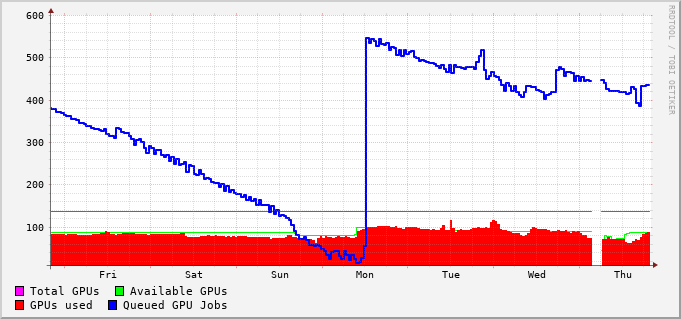 600
500
400
300
200
100
Fri Sat Sun Mon Tue Wed Thu
Total GPUs Available GPUs
GPUs used Queued GPU Jobs
RRDTOOL / TOBI OETIKER